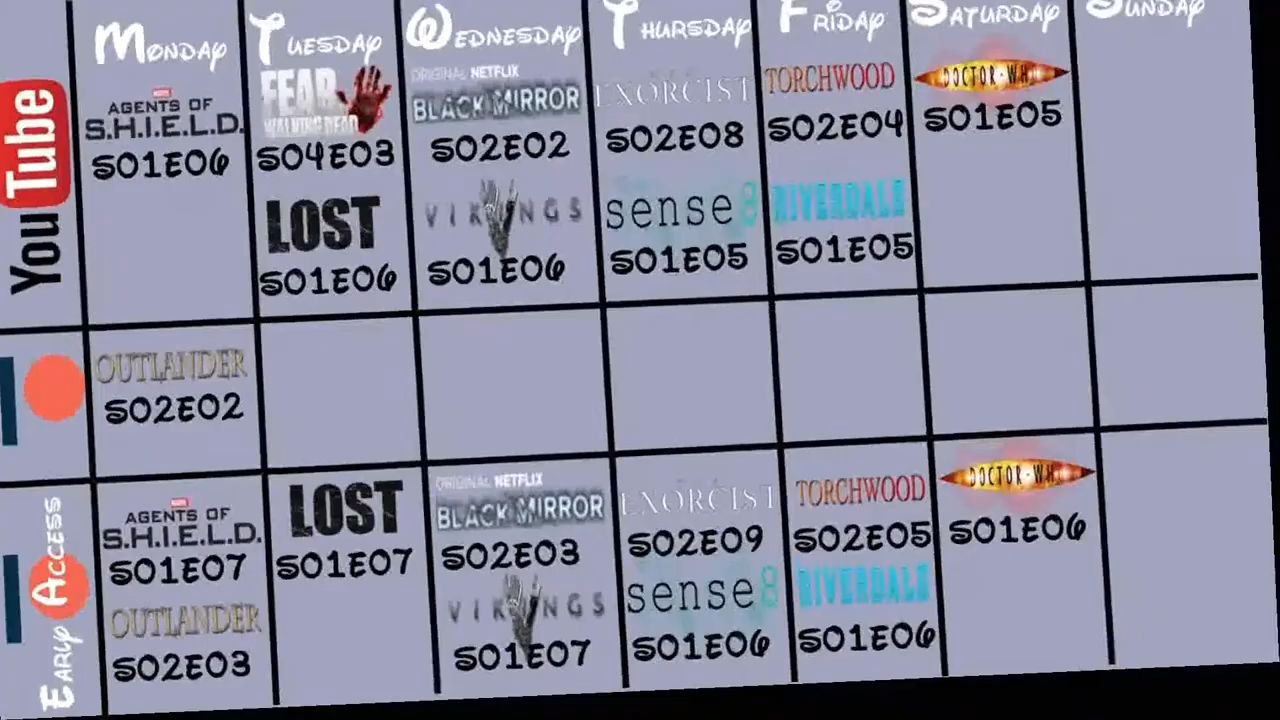 Monday Tuesday Wednesday Thursday Friday Saturday Sunday
YouTube
MARVEL
AGENTS OF
S.H.I.E.L.D.
S01E06
FEAR
WALKING DEAD
S04E03
LOST
S01E06
ORIGINAL NETFLIX
BLACK MIRROR
S02E02
VIKINGS
S01E06
EXORCIST
S02E08
sense8
S01E05
TORCHWOOD
S02E04
RIVERDALE
S01E05
DOCTOR·WHO
S01E05
OUTLANDER
S02E02
Early Access
MARVEL
AGENTS OF
S.H.I.E.L.D.
S01E07
OUTLANDER
S02E03
LOST
S01E07
ORIGINAL NETFLIX
BLACK MIRROR
S02E03
VIKINGS
S01E07
EXORCIST
S02E09
sense8
S01E06
TORCHWOOD
S02E05
RIVERDALE
S01E06
DOCTOR·WHO
S01E06